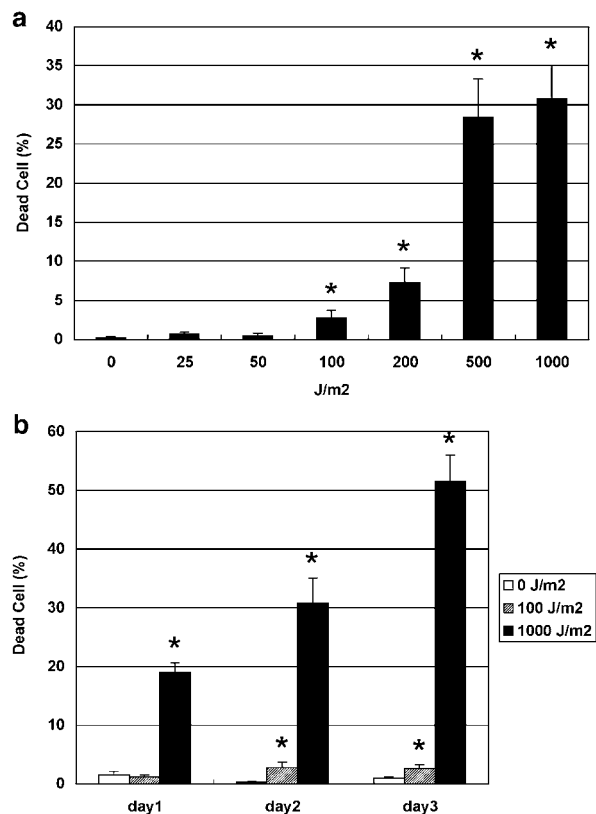 a
40
35
30
25
20
15
10
5
0
Dead Cell (%)
* * * *
0 25 50 100 200 500 1000
J/m2
b
60
50
40
30
20
10
0
Dead Cell (%)
* * * * *
day1 day2 day3
0 J/m2
100 J/m2
1000 J/m2